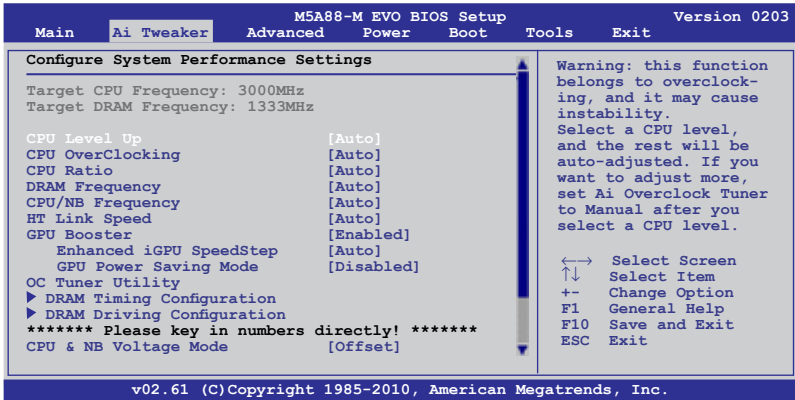 M5A88-M EVO BIOS Setup Version 0203
Main Ai Tweaker Advanced Power Boot Tools Exit
Configure System Performance Settings
Target CPU Frequency: 3000MHz
Target DRAM Frequency: 1333MHz
CPU Level Up [Auto]
CPU OverClocking [Auto]
CPU Ratio [Auto]
DRAM Frequency [Auto]
CPU/NB Frequency [Auto]
HT Link Speed [Auto]
GPU Booster [Enabled]
Enhanced iGPU SpeedStep [Auto]
GPU Power Saving Mode [Disabled]
OC Tuner Utility
DRAM Timing Configuration
DRAM Driving Configuration
******* Please key in numbers directly! *******
CPU & NB Voltage Mode [Offset]
Warning: this function
belongs to overclock-
ing, and it may cause
instability.
Select a CPU level,
and the rest will be
auto-adjusted. If you
want to adjust more,
set Ai Overclock Tuner
to Manual after you
select a CPU level.
←→ Select Screen
↑↓ Select Item
+- Change Option
F1 General Help
F10 Save and Exit
ESC Exit
v02.61 (C)Copyright 1985-2010, American Megatrends, Inc.